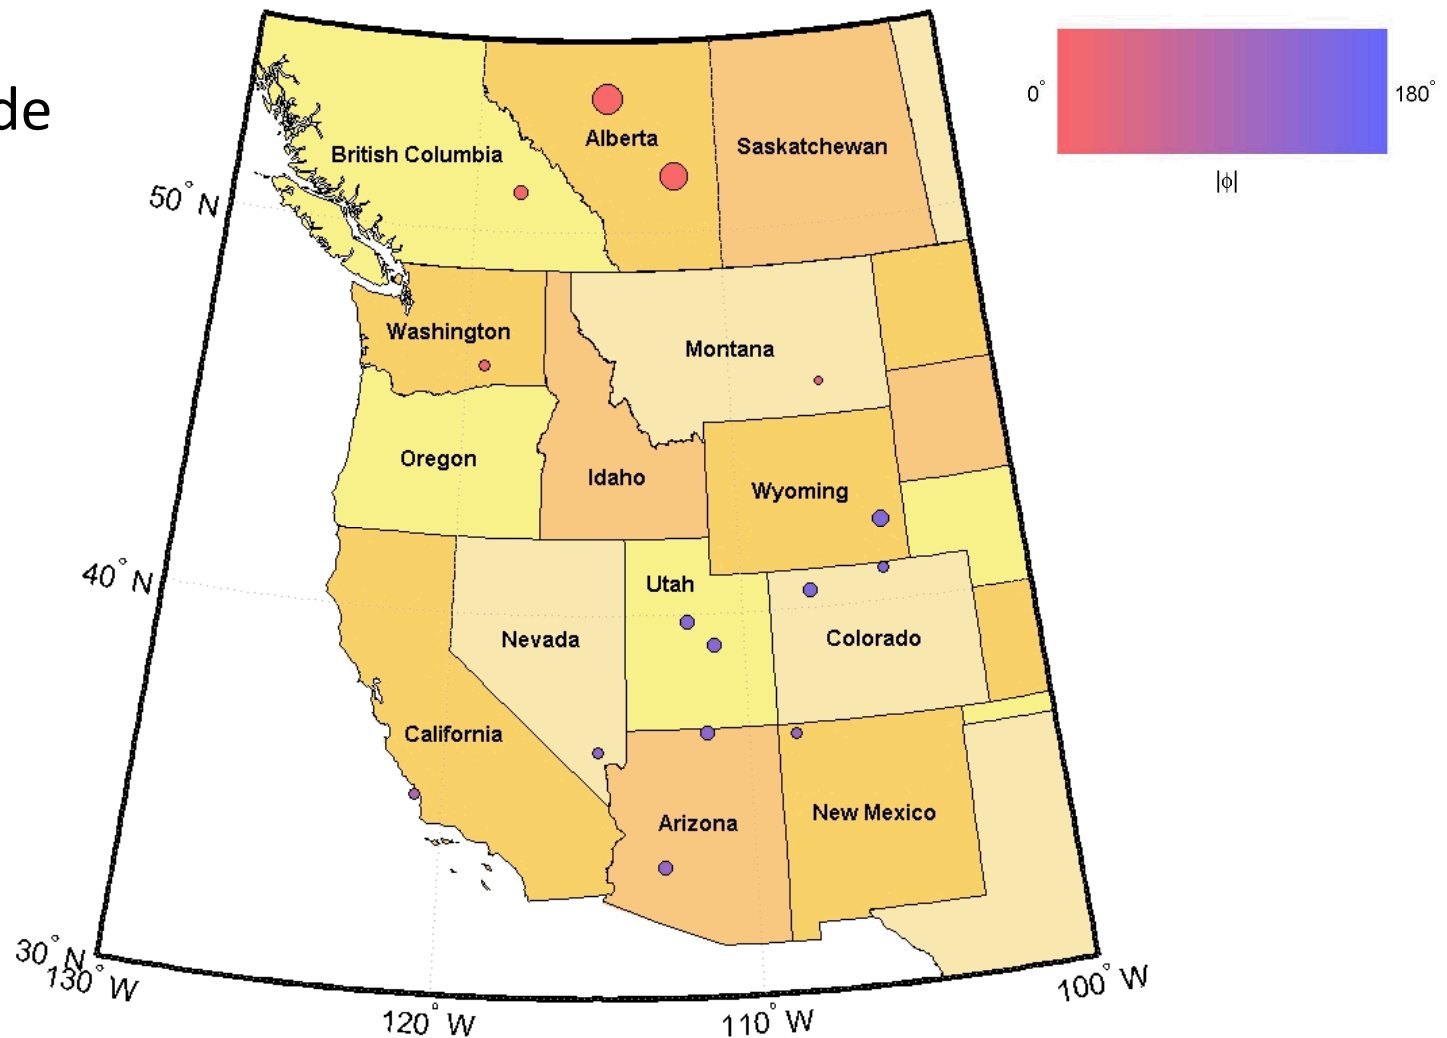 de
0°
180°
|ϕ|
50° N
40° N
30° N
130° W
120° W
110° W
100° W
British Columbia
Alberta
Saskatchewan
Washington
Montana
Oregon
Idaho
Wyoming
Utah
Nevada
Colorado
California
Arizona
New Mexico